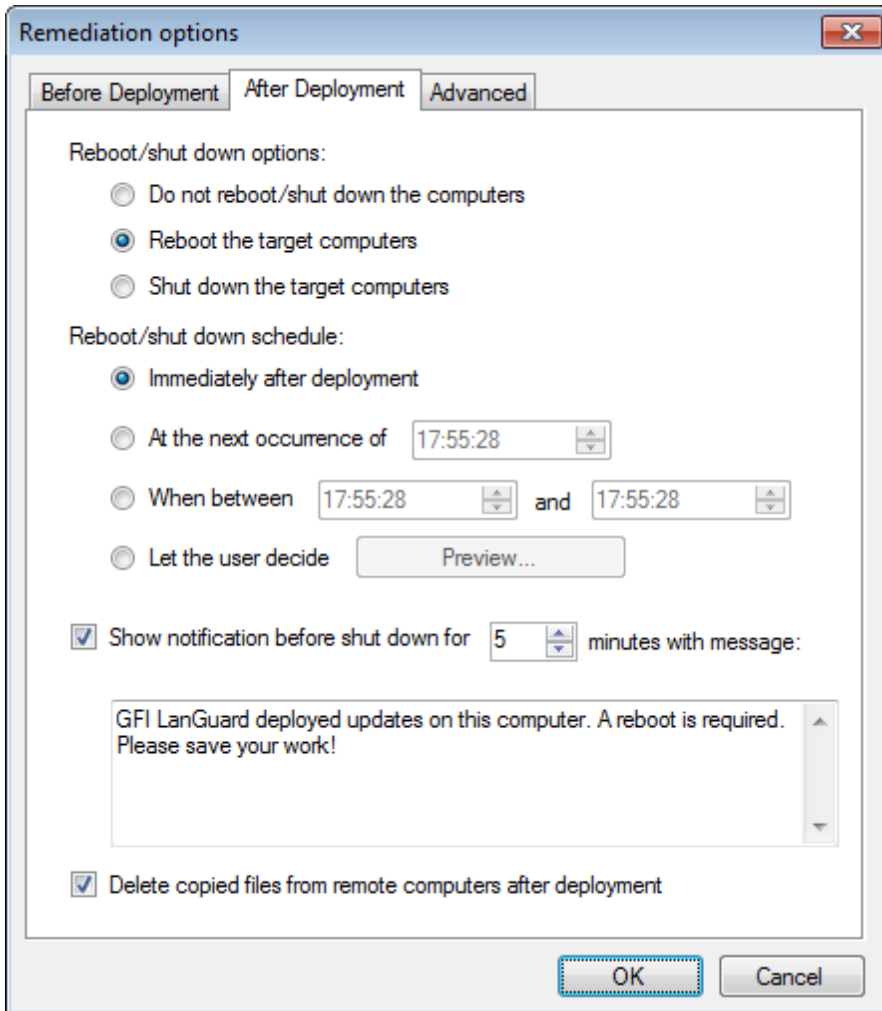 Remediation options
Before Deployment After Deployment Advanced
Reboot/shut down options:
Do not reboot/shut down the computers
Reboot the target computers
Shut down the target computers
Reboot/shut down schedule:
Immediately after deployment
At the next occurrence of 17:55:28
When between 17:55:28 and 17:55:28
Let the user decide Preview...
Show notification before shut down for 5 minutes with message:
GFI LanGuard deployed updates on this computer. A reboot is required.
Please save your work!
Delete copied files from remote computers after deployment
OK Cancel